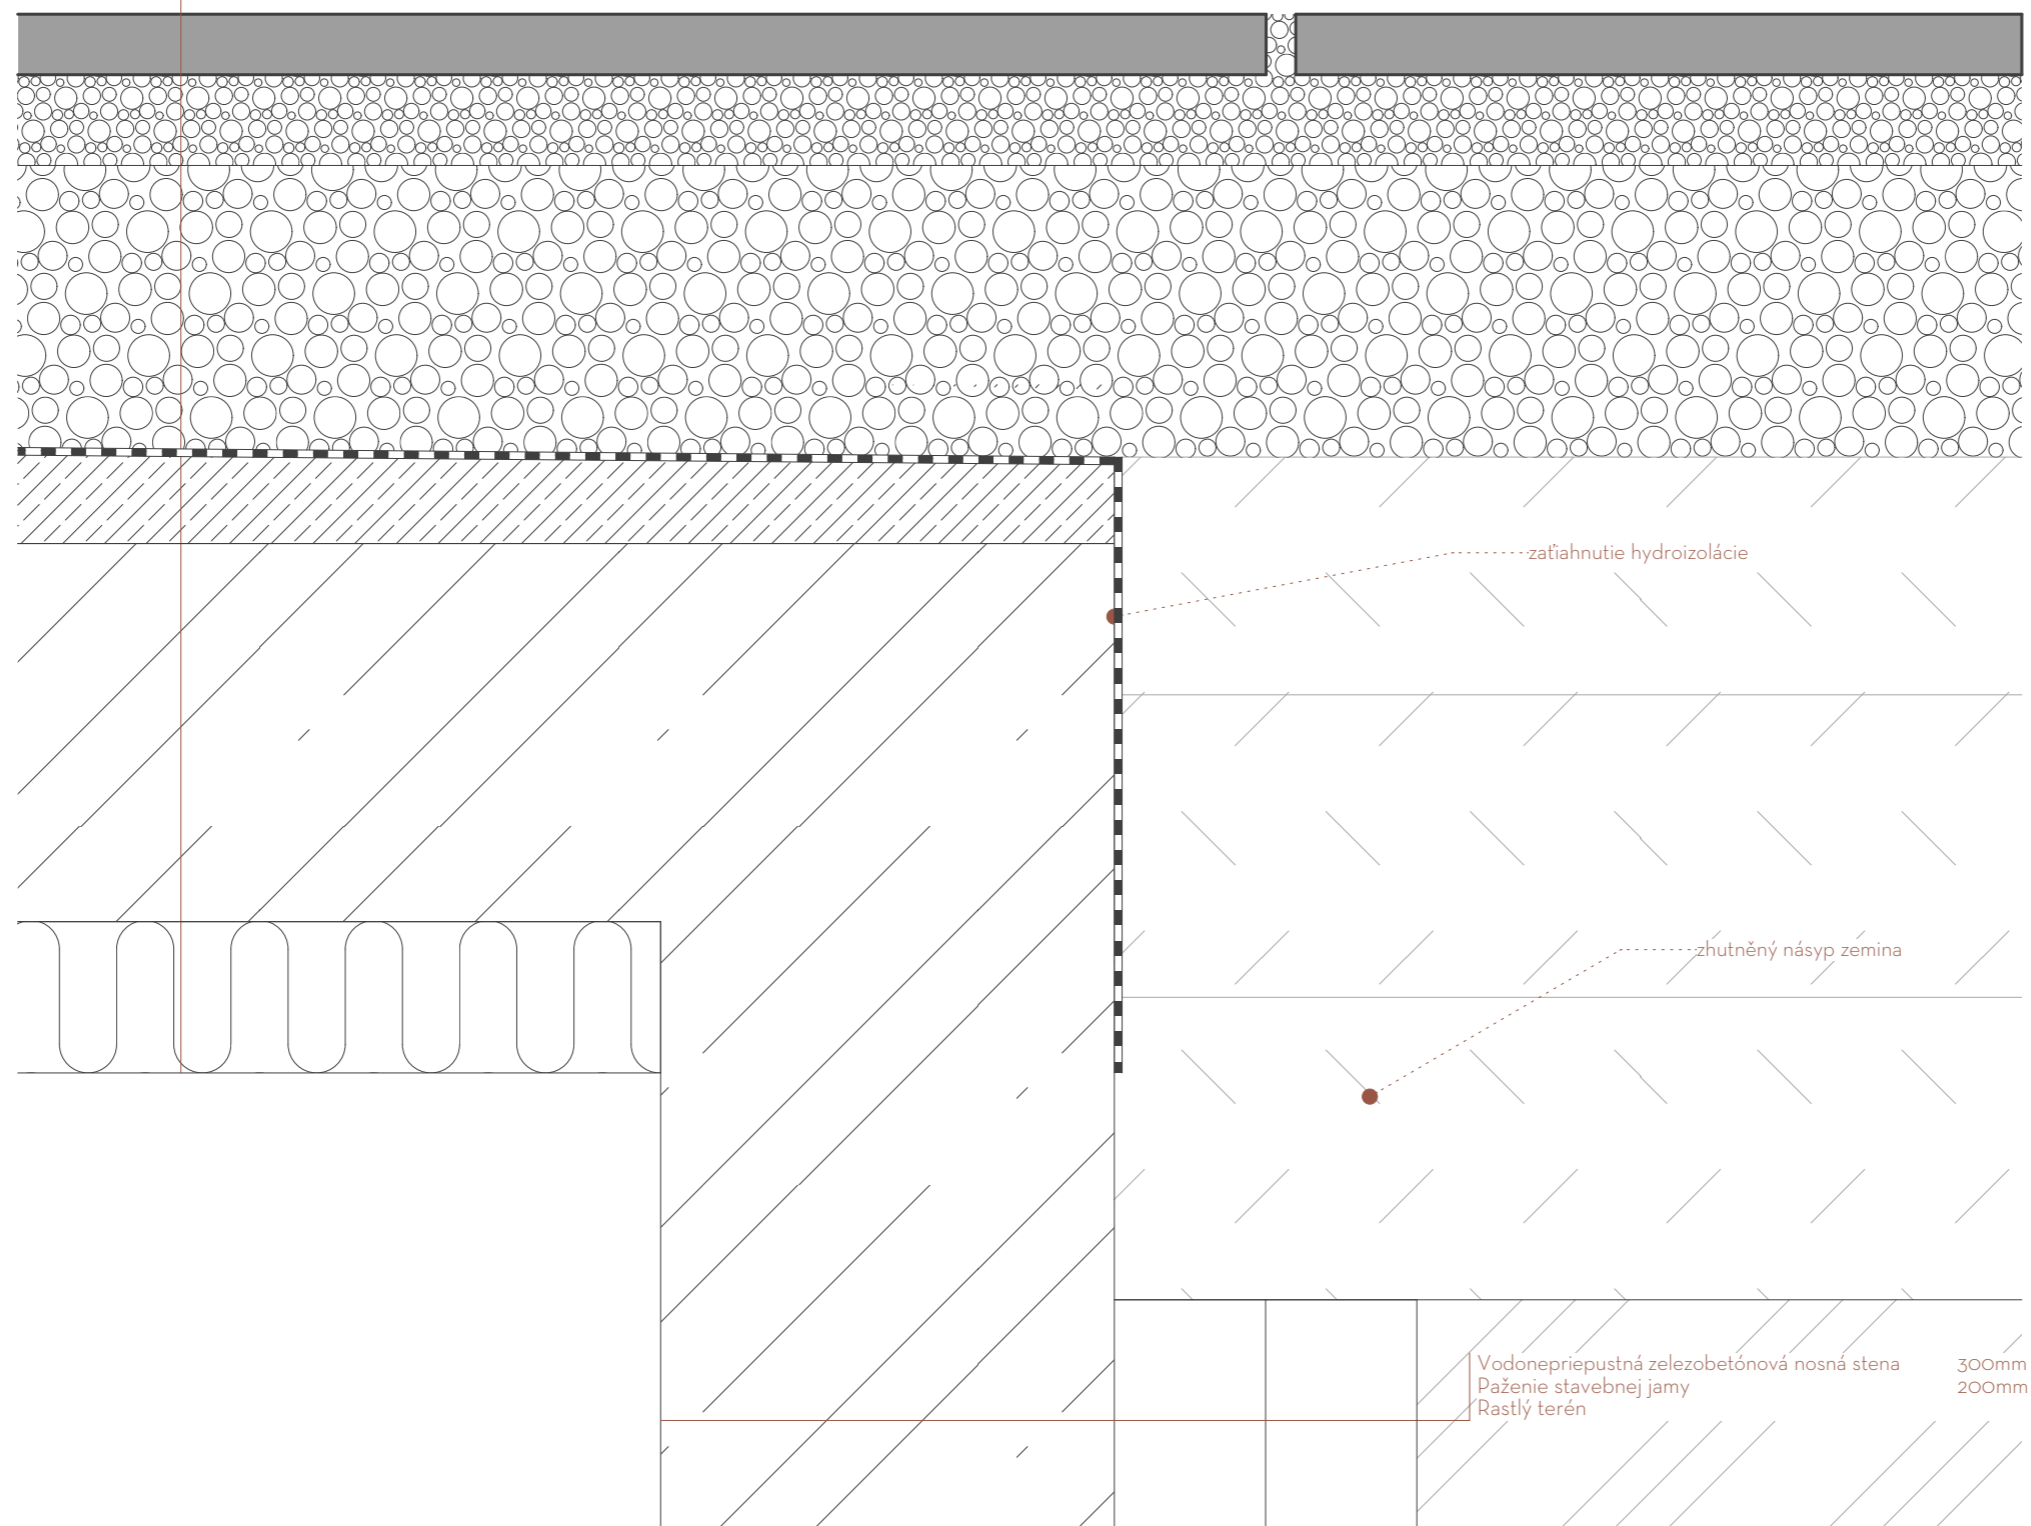 zaťiahnutie hydroizolácie
zhutněný násyp zemina
Vodonepriepustná zelezobetónová nosná stena 300mm
Paženie stavebnej jamy 200mm
Rastlý terén